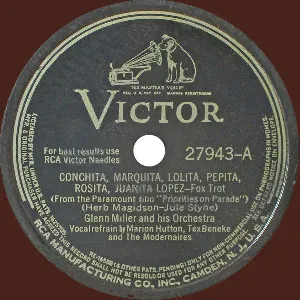 "HIS MASTER'S VOICE"
VICTOR
For best results use
RCA Victor Needles
27943-A
CONCHITA, MARQUITA, LOLITA, PEPITA,
ROSITA, JUANITA LOPEZ-Fox Trot
(From the Paramount film "Priorities on Parade")
(Herb Magidson-Jule Styne)
Glenn Miller and his Orchestra
Vocal refrain by Marion Hutton, Tex Beneke
and The Modernaires
RCA MANUFACTURING CO., INC., CAMDEN, N.J., U.S.A.